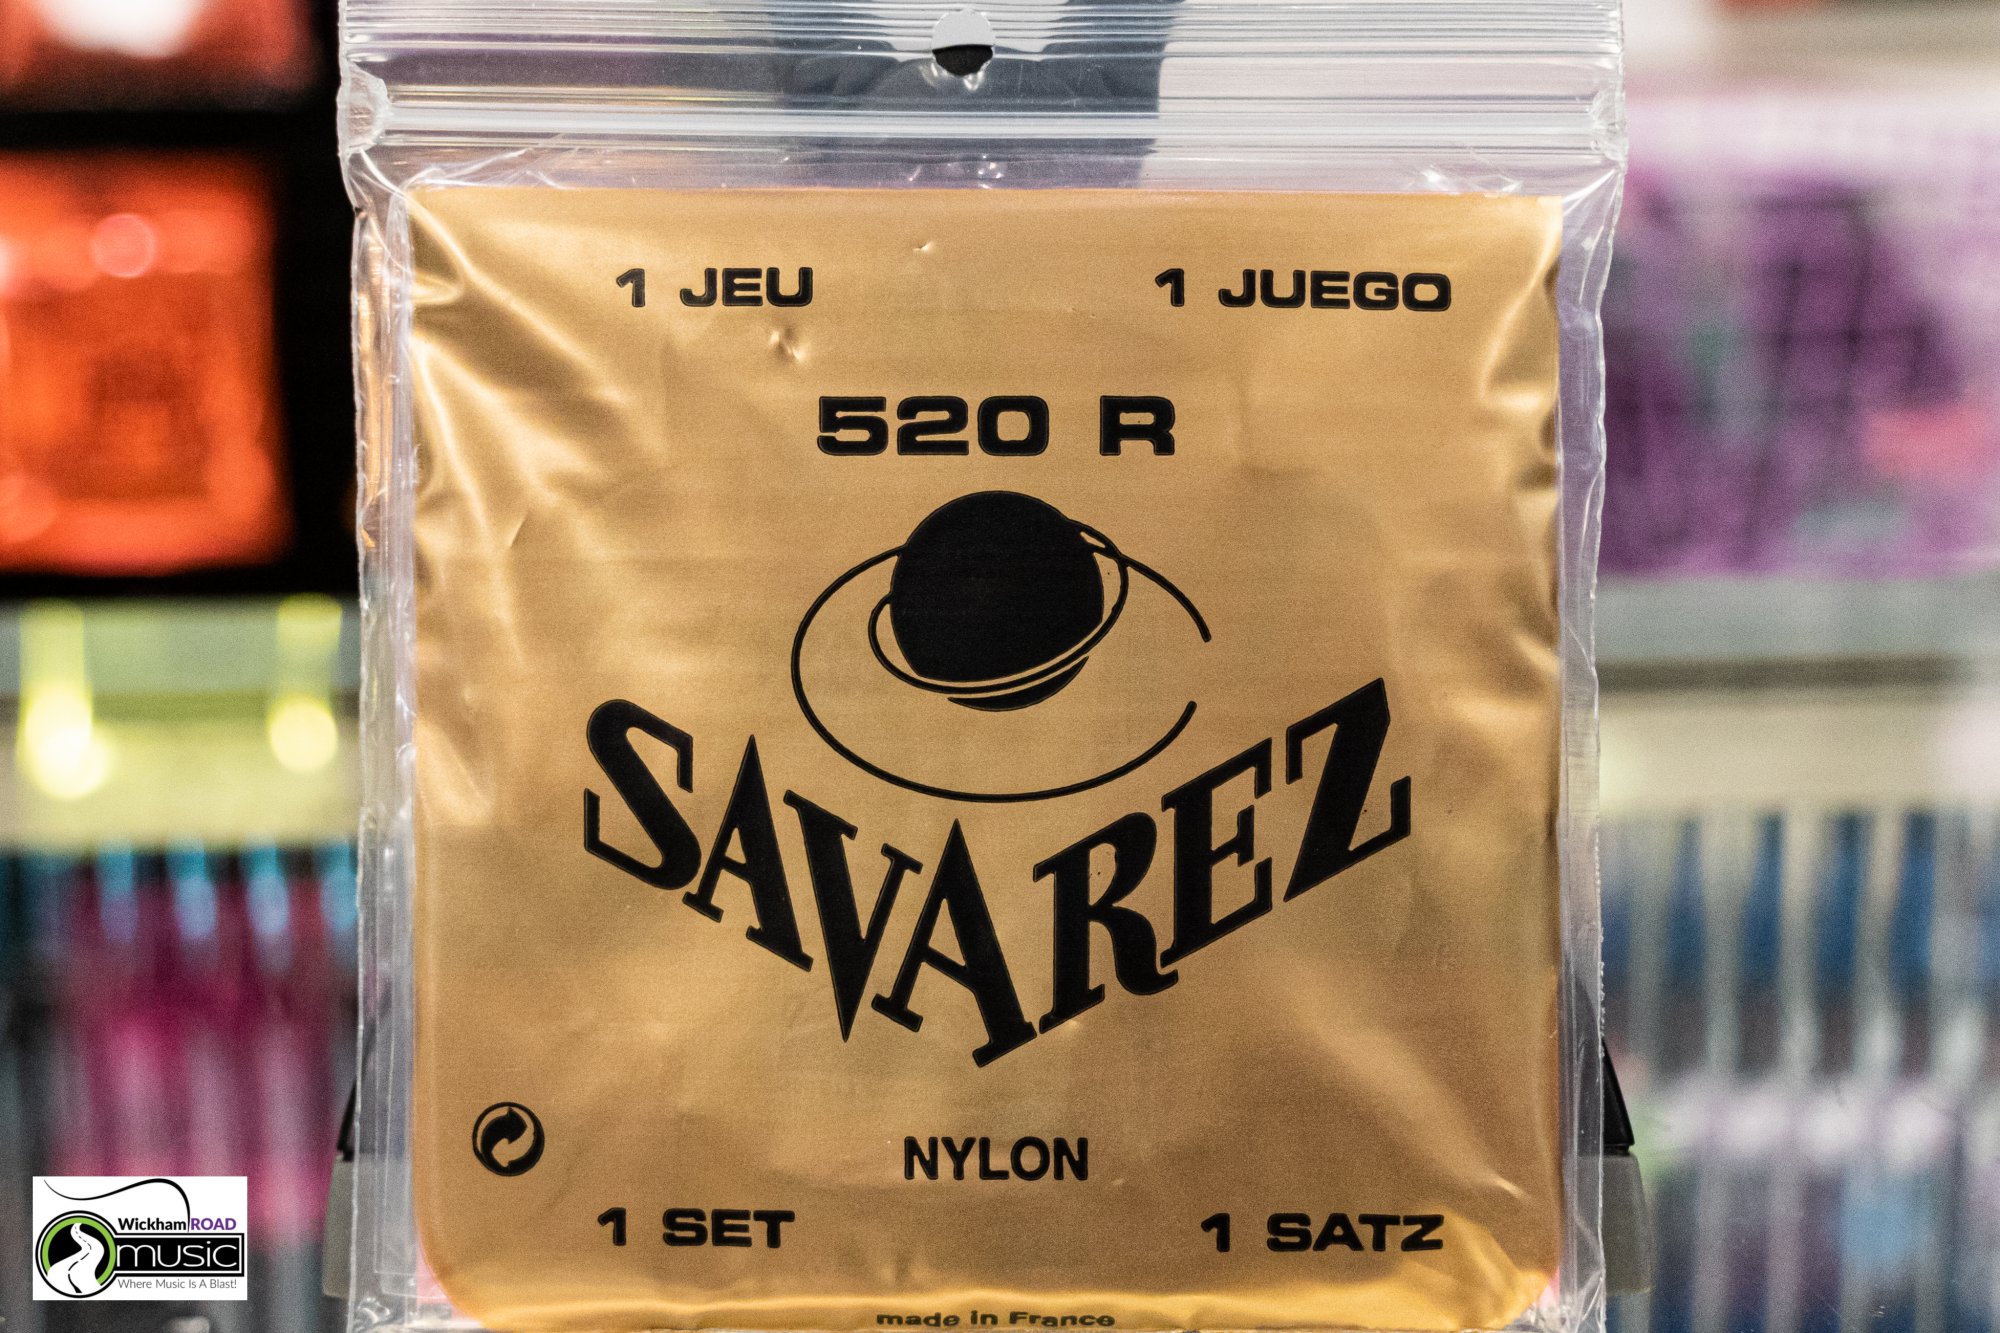 1 JEU 1 JUEGO
520 R
SAVAREZ
NYLON
1 SET 1 SATZ
made in France
Wickham ROAD
music
Where Music Is A Blast!